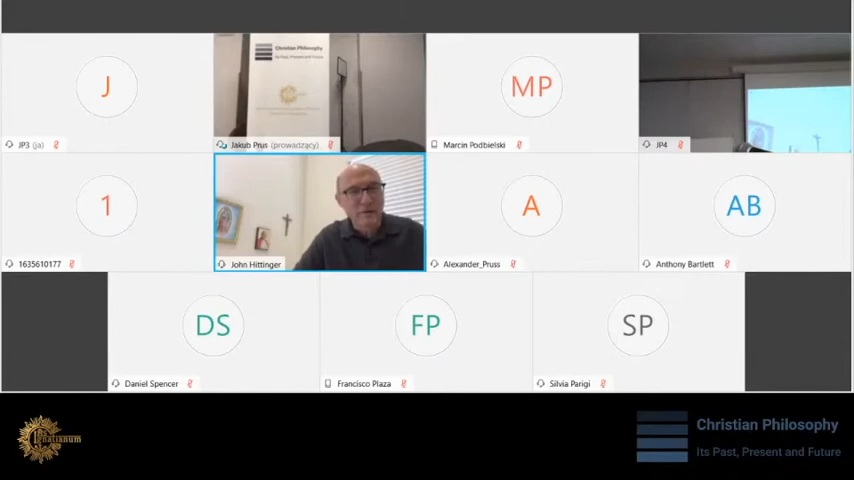 J
Christian Philosophy
Its Past, Present and Future
MP
JP3 (ja)
Jakub Prus (prowadzący)
Marcin Podbielski
JP4
1
A
AB
1635610177
John Hittinger
Alexander_Pruss
Anthony Bartlett
DS
FP
SP
Daniel Spencer
Francisco Plaza
Silvia Parigi
Ignatianum
Christian Philosophy
Its Past, Present and Future